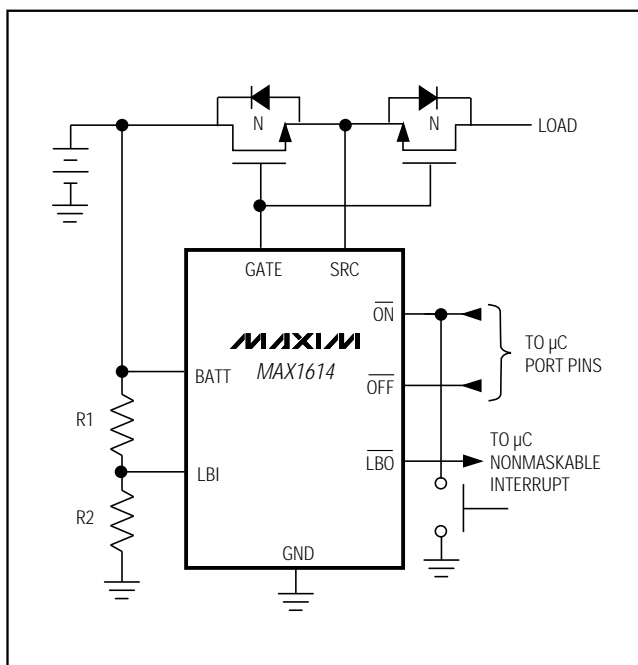 N
N
LOAD
GATE
SRC
ON
MAXIM
MAX1614
TO µC
PORT PINS
BATT
OFF
R1
TO µC
NONMASKABLE
INTERRUPT
LBI
LBO
R2
GND